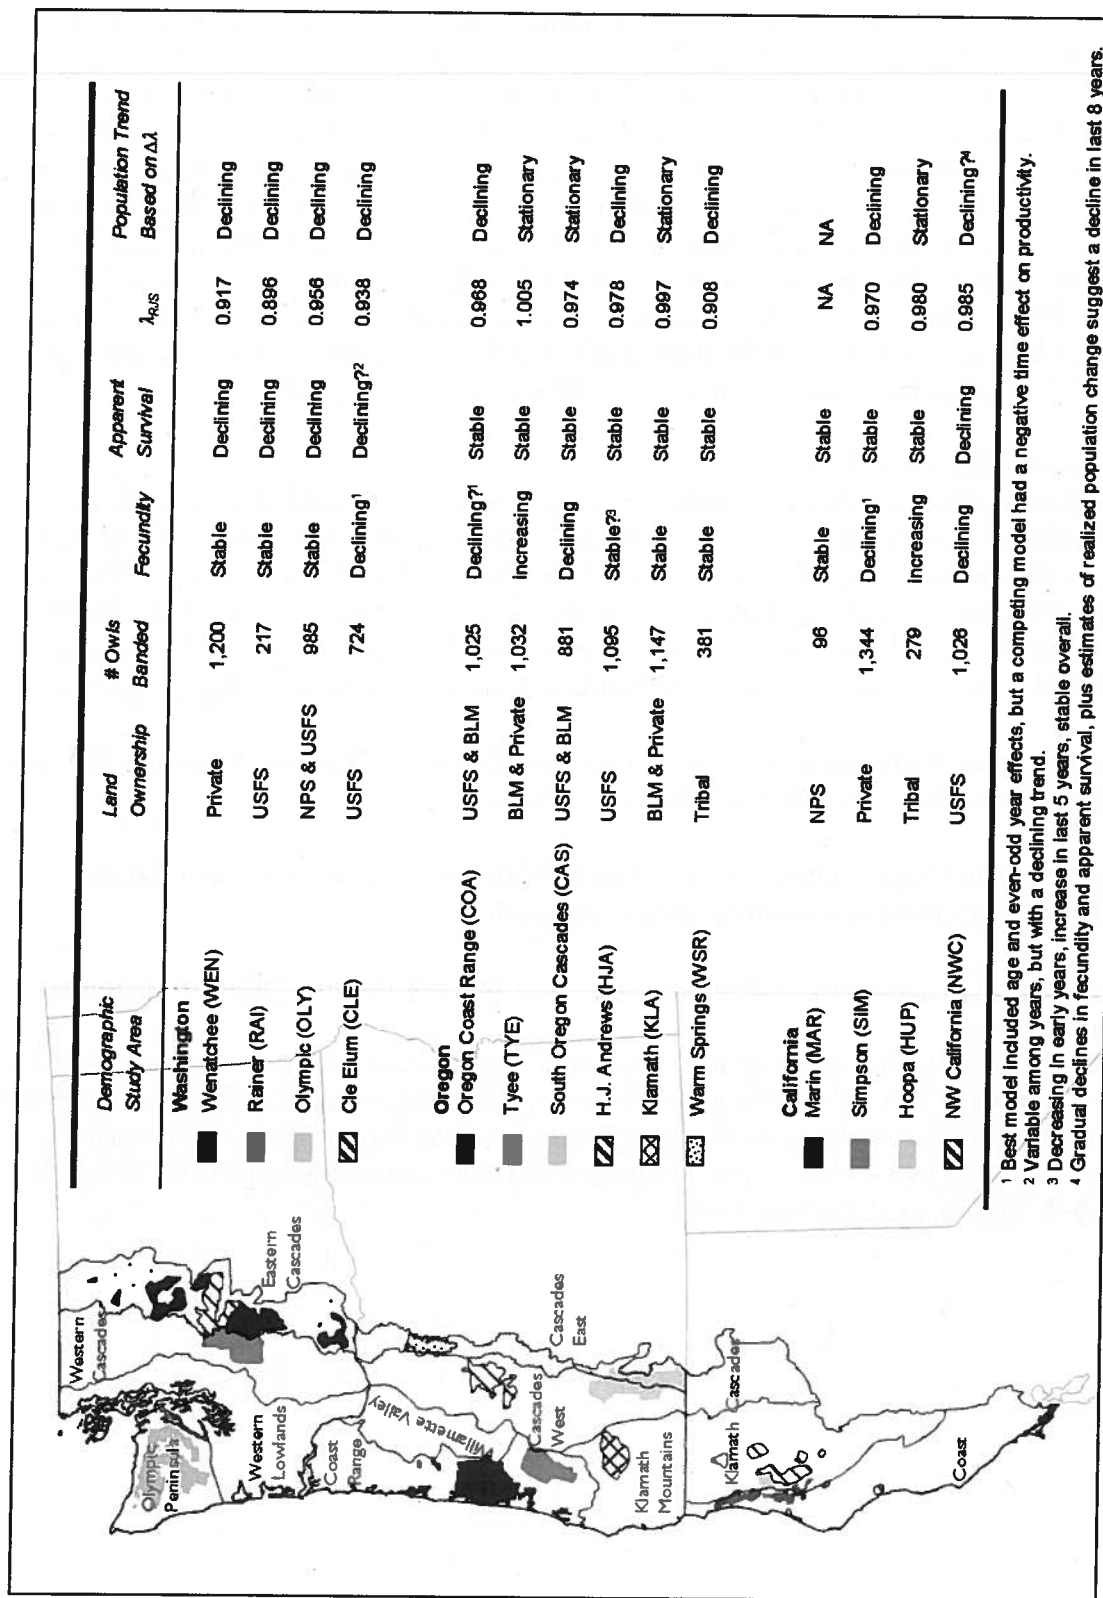 Demographic Study Area Land Ownership # Owls Banded Fecundity Apparent Survival λRJS Population Trend Based on Δλ
Washington
Wenatchee (WEN) Private 1,200 Stable Declining 0.917 Declining
Rainer (RAI) USFS 217 Stable Declining 0.896 Declining
Olympic (OLY) NPS & USFS 985 Stable Declining 0.956 Declining
Cle Elum (CLE) USFS 724 Declining¹ Declining?² 0.938 Declining
Oregon
Oregon Coast Range (COA) USFS & BLM 1,025 Declining?¹ Stable 0.968 Declining
Tyee (TYE) BLM & Private 1,032 Increasing Stable 1.005 Stationary
South Oregon Cascades (CAS) USFS & BLM 881 Declining Stable 0.974 Stationary
H.J. Andrews (HJA) USFS 1,095 Stable?³ Stable 0.978 Declining
Klamath (KLA) BLM & Private 1,147 Stable Stable 0.997 Stationary
Warm Springs (WSR) Tribal 381 Stable Stable 0.908 Declining
California
Marin (MAR) NPS 96 Stable Stable NA NA
Simpson (SIM) Private 1,344 Declining¹ Stable 0.970 Declining
Hoopa (HUP) Tribal 279 Increasing Stable 0.980 Stationary
NW California (NWC) USFS 1,026 Declining Declining 0.985 Declining?⁴
¹ Best model included age and even-odd year effects, but a competing model had a negative time effect on productivity.
² Variable among years, but with a declining trend.
³ Decreasing in early years, increase in last 5 years, stable overall.
⁴ Gradual declines in fecundity and apparent survival, plus estimates of realized population change suggest a decline in last 8 years.
Olympic
Peninsula
Western
Cascades
Eastern
Cascades
Western
Lowlands
Coast
Range
Willamette Valley
Cascades
West
Cascades
East
Klamath
Mountains
Klamath
Cascades
Coast